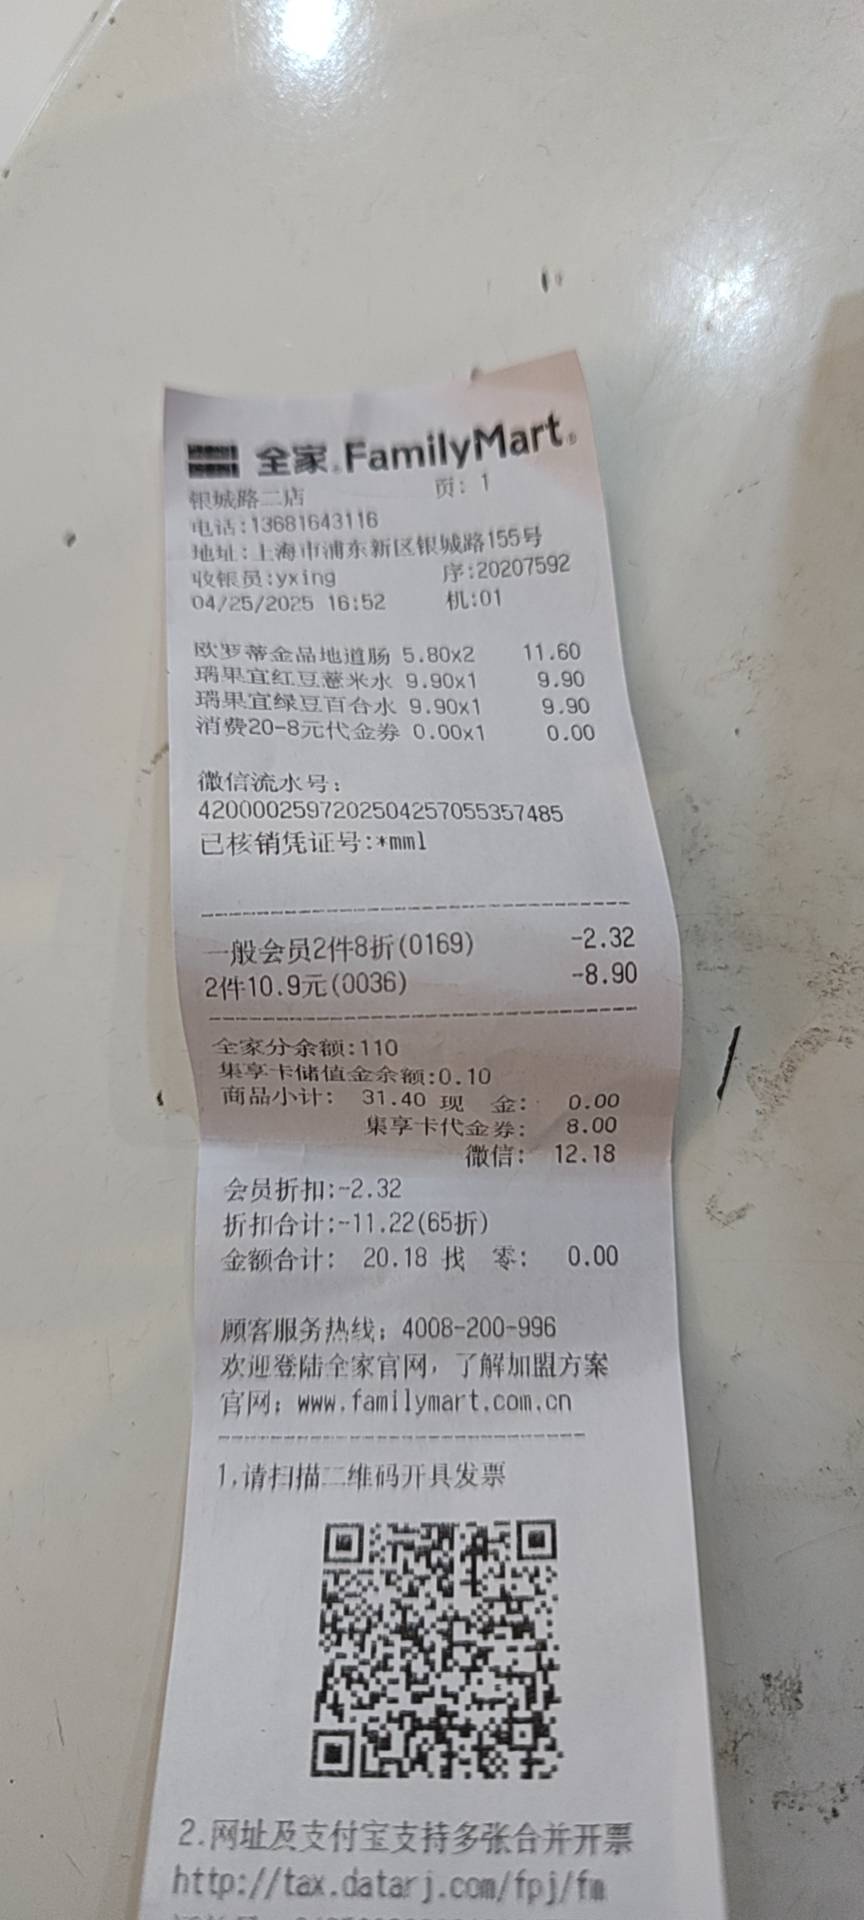 全家 FamilyMart
银城路二店 页: 1
电话:13681643116
地址:上海市浦东新区银城路155号
收银员:yxing 序:20207592
04/25/2025 16:52 机:01
欧罗蒂金品地道肠 5.80x2 11.60
瑞果宜红豆薏米水 9.90x1 9.90
瑞果宜绿豆百合水 9.90x1 9.90
消费20-8元代金券 0.00x1 0.00
微信流水号:
4200002597202504257055357485
已核销凭证号:*mml
一般会员2件8折(0169) -2.32
2件10.9元(0036) -8.90
全家分余额:110
集享卡储值金余额:0.10
商品小计: 31.40 现 金: 0.00
集享卡代金券: 8.00
微信: 12.18
会员折扣:-2.32
折扣合计:-11.22(65折)
金额合计: 20.18 找 零: 0.00
顾客服务热线: 4008-200-996
欢迎登陆全家官网，了解加盟方案
官网: www.familymart.com.cn
1.请扫描二维码开具发票
2.网址及支付宝支持多张合并开票
http://tax.datarj.com/fpj/fm